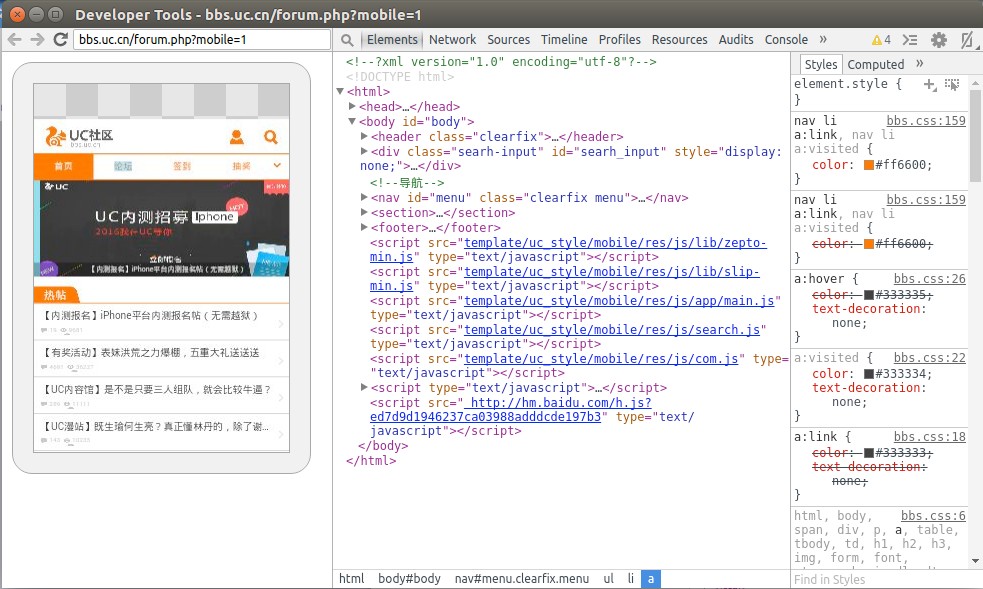 Developer Tools - bbs.uc.cn/forum.php?mobile=1
bbs.uc.cn/forum.php?mobile=1
Elements Network Sources Timeline Profiles Resources Audits Console » 4
UC社区
bbs.uc.cn
首页 论坛 签到 抽奖
UC
HOT
UC内测招募 Iphone
2016我在UC等你
【内测报名】iPhone平台内测报名帖（无需越狱）
热帖
【内测报名】iPhone平台内测报名帖（无需越狱）
【有奖活动】表妹洪荒之力爆棚，五重大礼送送送
【UC内容馆】是不是只要三人组队，就会比较牛逼？
【UC漫站】既生瑜何生亮？真正懂林丹的，除了谢...
<!--?xml version="1.0" encoding="utf-8"?-->
<!DOCTYPE html>
<html>
<head>…</head>
<body id="body">
<header class="clearfix">…</header>
<div class="searh-input" id="searh_input" style="display:
none;">…</div>
<!--导航-->
<nav id="menu" class="clearfix menu">…</nav>
<section>…</section>
<footer>…</footer>
<script src="template/uc_style/mobile/res/js/lib/zepto-
min.js" type="text/javascript"></script>
<script src="template/uc_style/mobile/res/js/lib/slip-
min.js" type="text/javascript"></script>
<script src="template/uc_style/mobile/res/js/app/main.js"
type="text/javascript"></script>
<script src="template/uc_style/mobile/res/js/search.js"
type="text/javascript"></script>
<script src="template/uc_style/mobile/res/js/com.js" type=
"text/javascript"></script>
<script type="text/javascript">…</script>
<script src=" http://hm.baidu.com/h.js?
ed7d9d1946237ca03988adddcde197b3" type="text/
javascript"></script>
</body>
</html>
html body#body nav#menu.clearfix.menu ul li a
Styles Computed »
element.style {
}
nav li bbs.css:159
a:link, nav li
a:visited {
color: #ff6600;
}
nav li bbs.css:159
a:link, nav li
a:visited {
color: #ff6600;
}
a:hover { bbs.css:26
color: #333335;
text-decoration:
none;
}
a:visited { bbs.css:22
color: #333334;
text-decoration:
none;
}
a:link { bbs.css:18
color: #333333;
text-decoration:
none;
}
html, body, bbs.css:6
span, div, p, a, table,
tbody, td, h1, h2, h3,
img, form, font,
Find in Styles